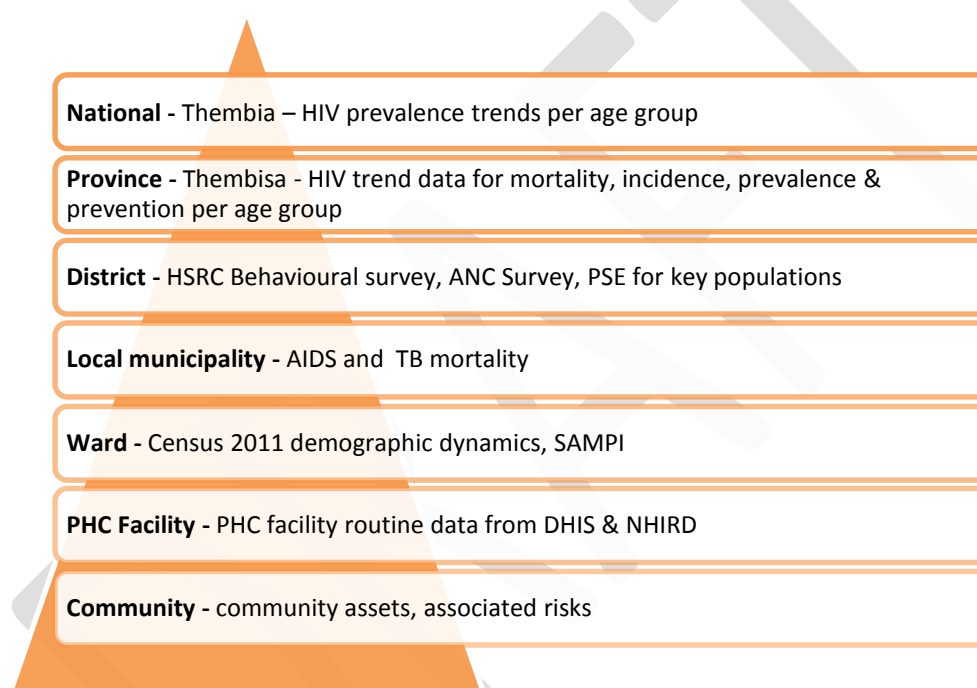 National - Thembia – HIV prevalence trends per age group
Province - Thembisa - HIV trend data for mortality, incidence, prevalence &
prevention per age group
District - HSRC Behavioural survey, ANC Survey, PSE for key populations
Local municipality - AIDS and  TB mortality
Ward - Census 2011 demographic dynamics, SAMPI
PHC Facility - PHC facility routine data from DHIS & NHIRD
Community - community assets, associated risks